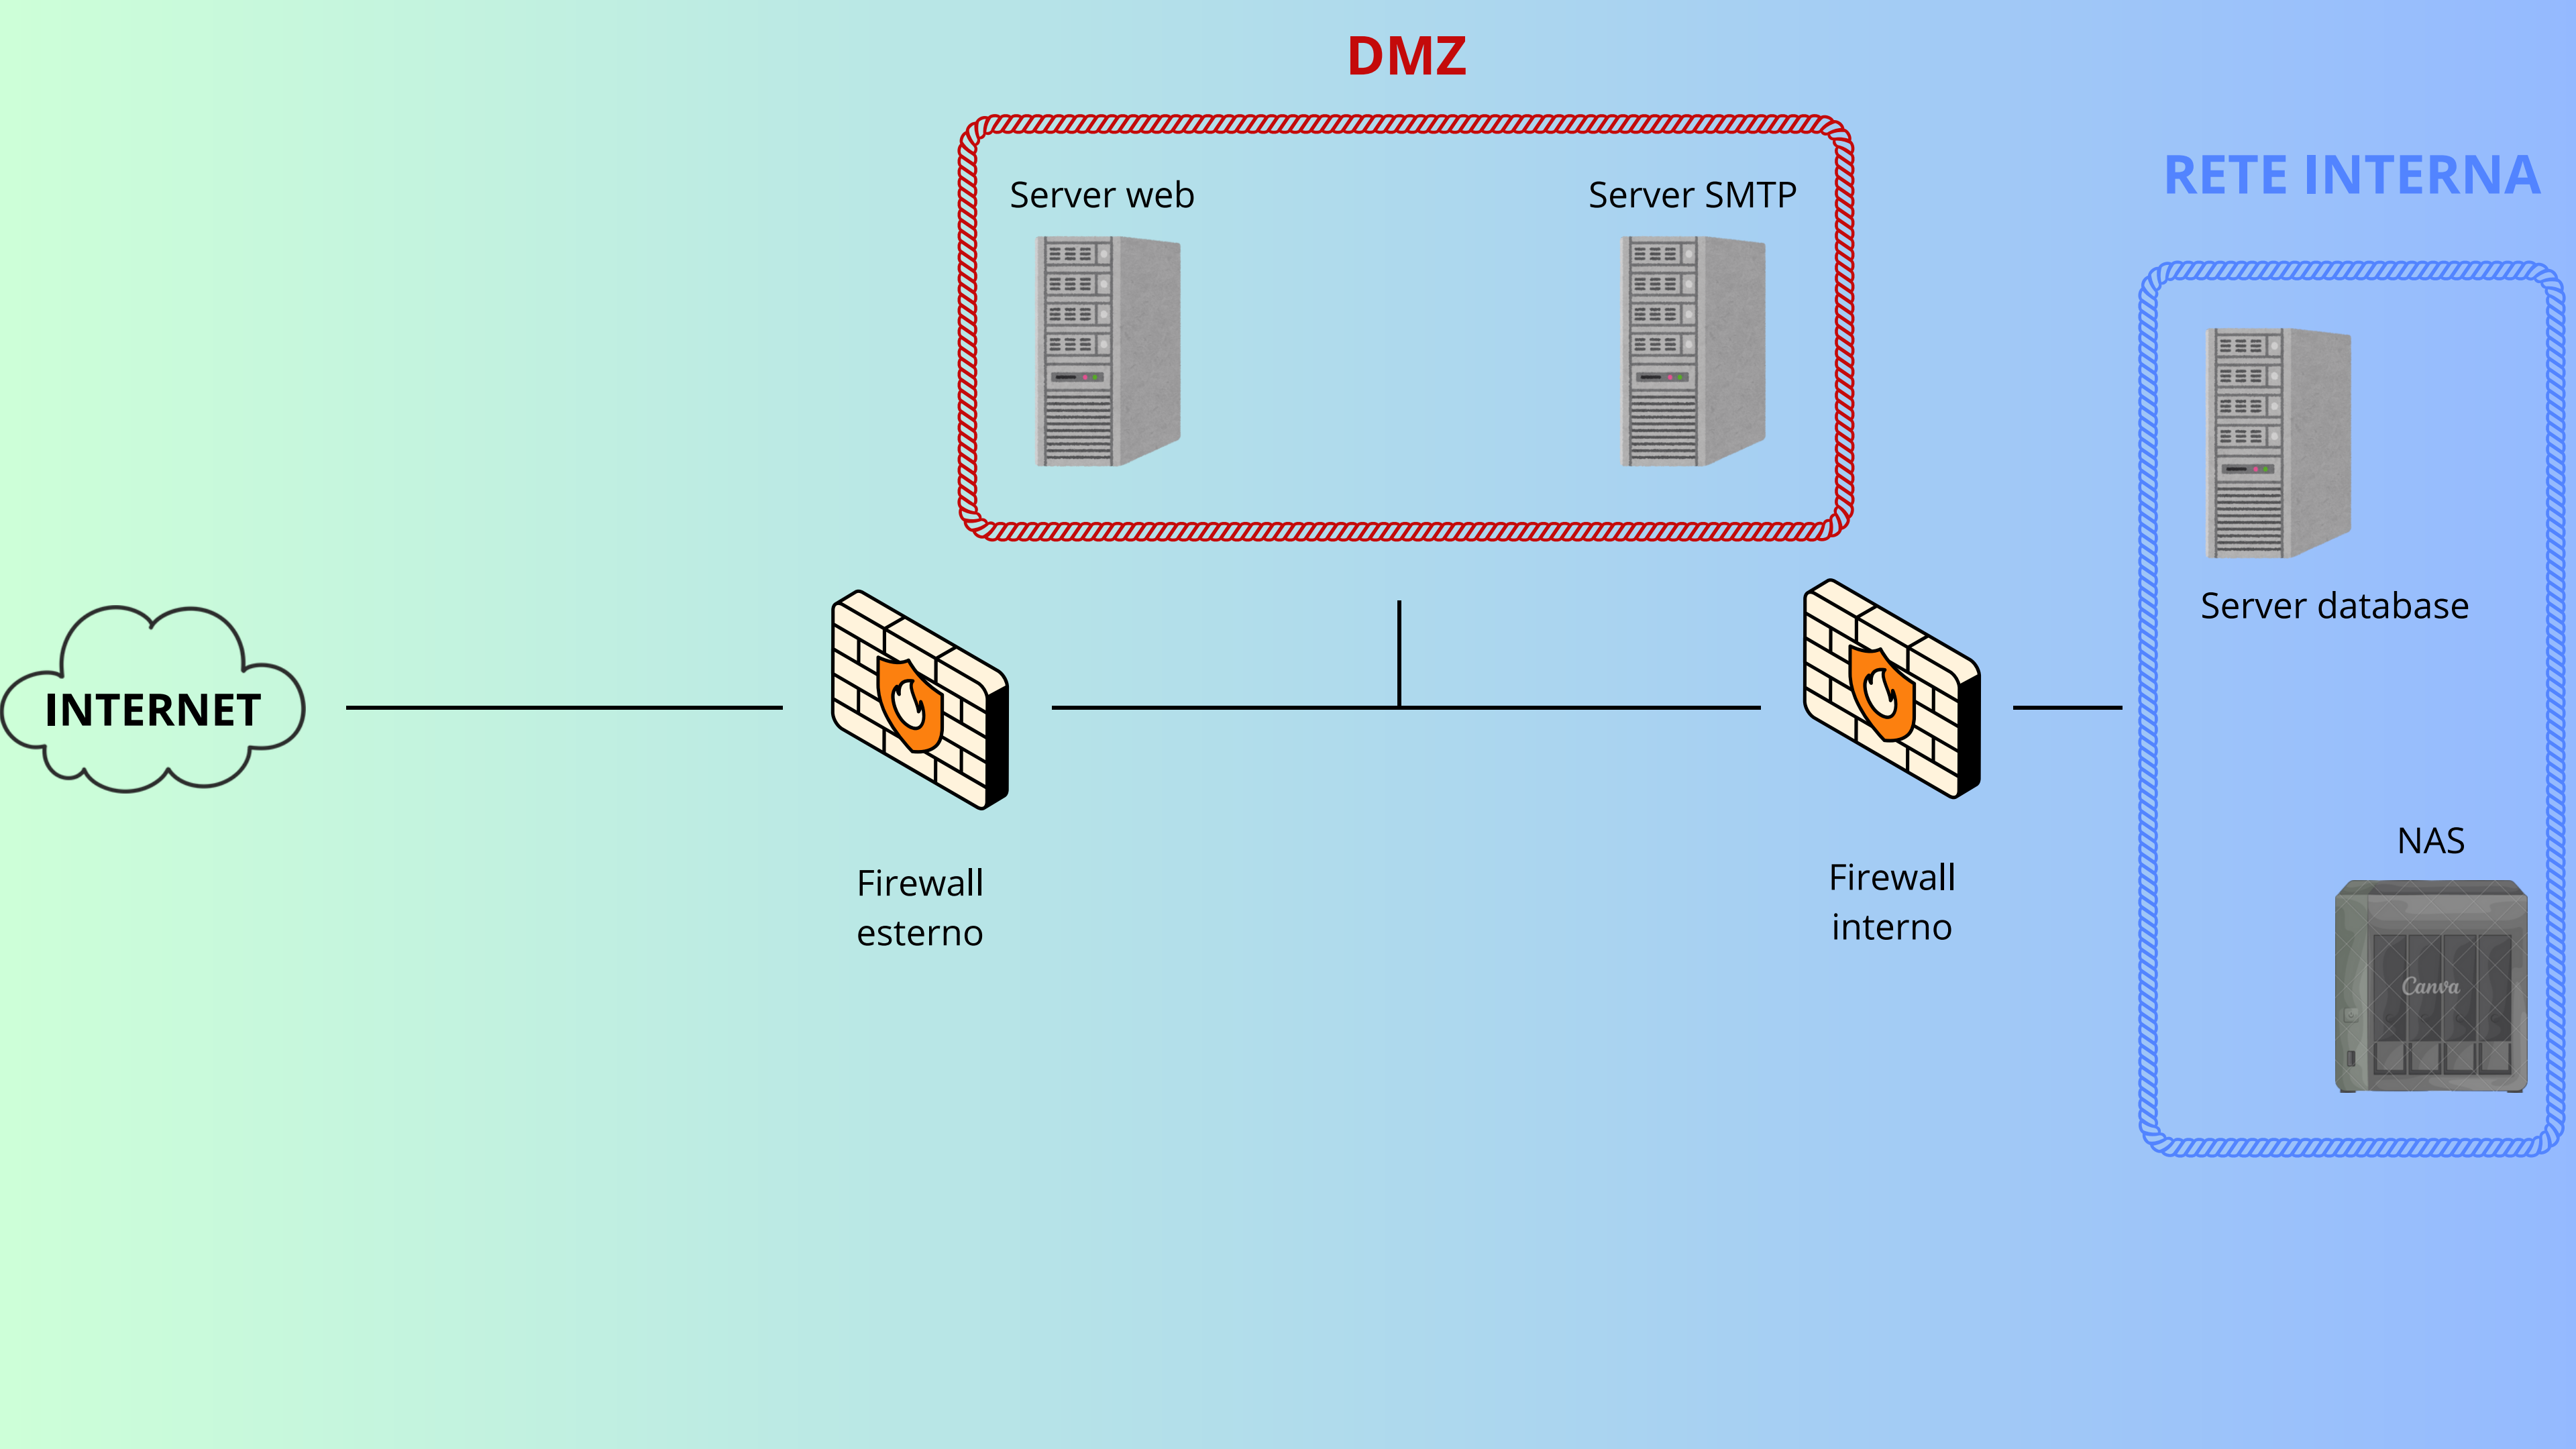 DMZ
RETE INTERNA
Server web
Server SMTP
Server database
INTERNET
NAS
Firewall
esterno
Firewall
interno
Canva